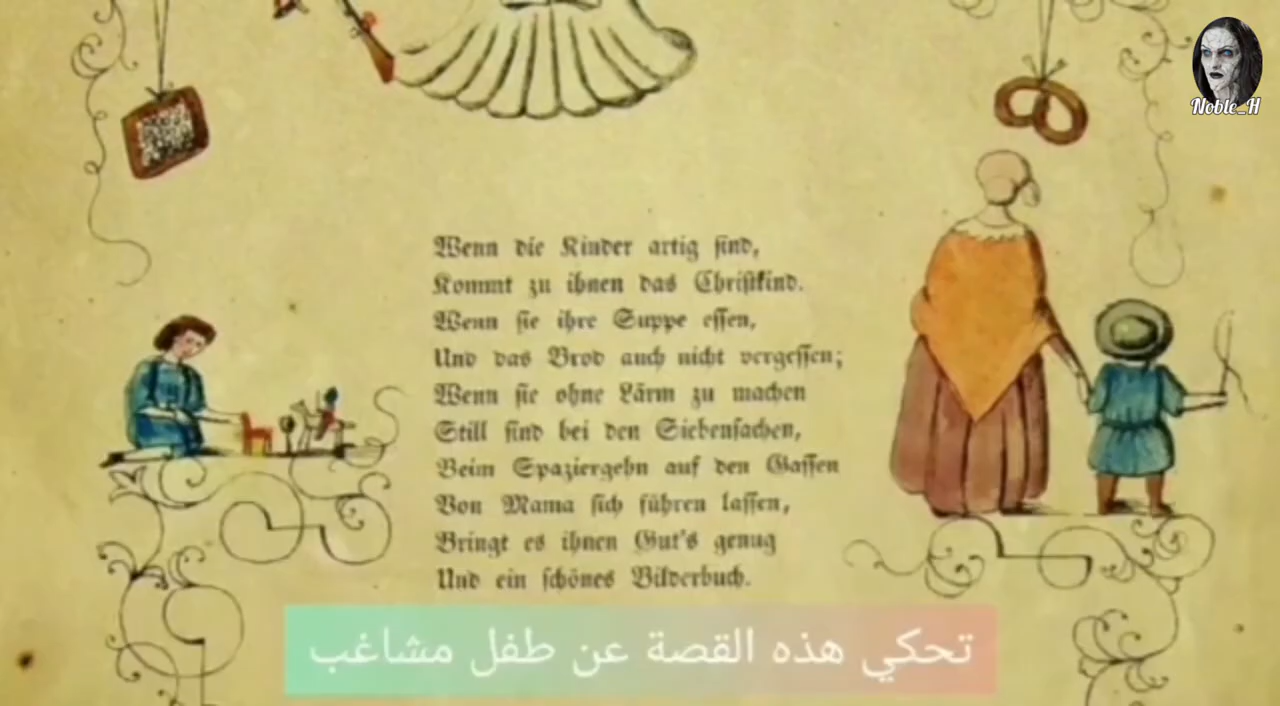 Noble_H
Wenn die Kinder artig sind,
Kommt zu ihnen das Christkind.
Wenn sie ihre Suppe essen,
Und das Brod auch nicht vergessen;
Wenn sie ohne Lärm zu machen
Still sind bei den Siebensachen,
Beim Spaziergehn auf den Gassen
Von Mama sich führen lassen,
Bringt es ihnen Gut's genug
Und ein schönes Bilderbuch.
تحكي هذه القصة عن طفل مشاغب